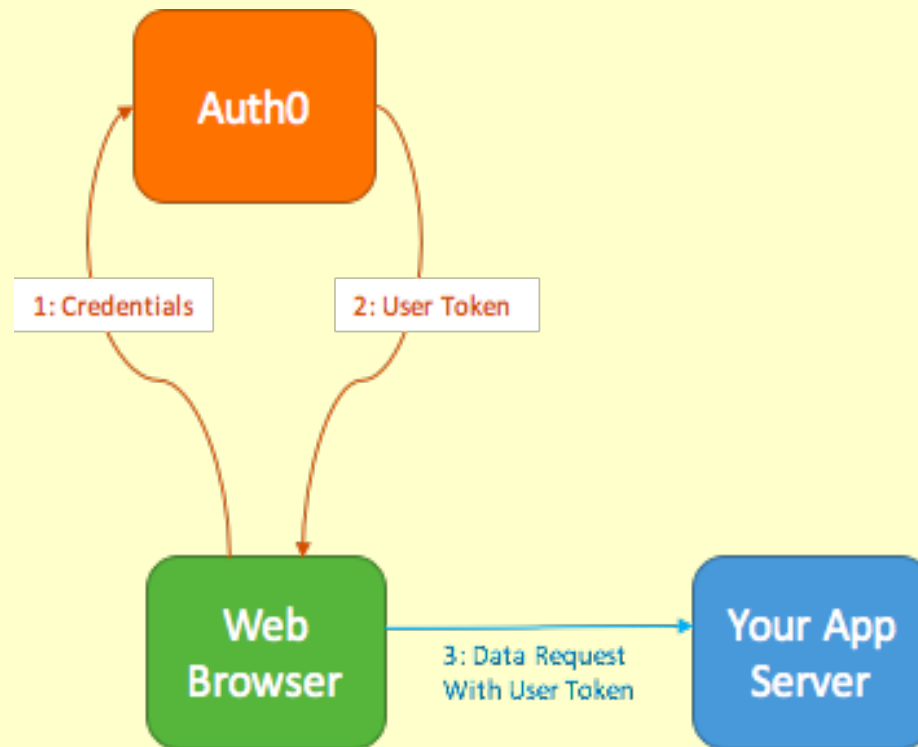 Auth0
1: Credentials
2: User Token
Web
Browser
3: Data Request
With User Token
Your App
Server